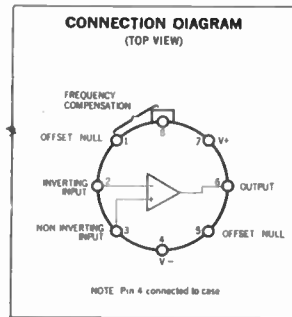 CONNECTION DIAGRAM
(TOP VIEW)
FREQUENCY
COMPENSATION
8
OFFSET NULL
1
7
V+
INVERTING
INPUT
2
6
OUTPUT
NON INVERTING
INPUT
3
5
OFFSET NULL
4
V -
NOTE Pin 4 connected to case